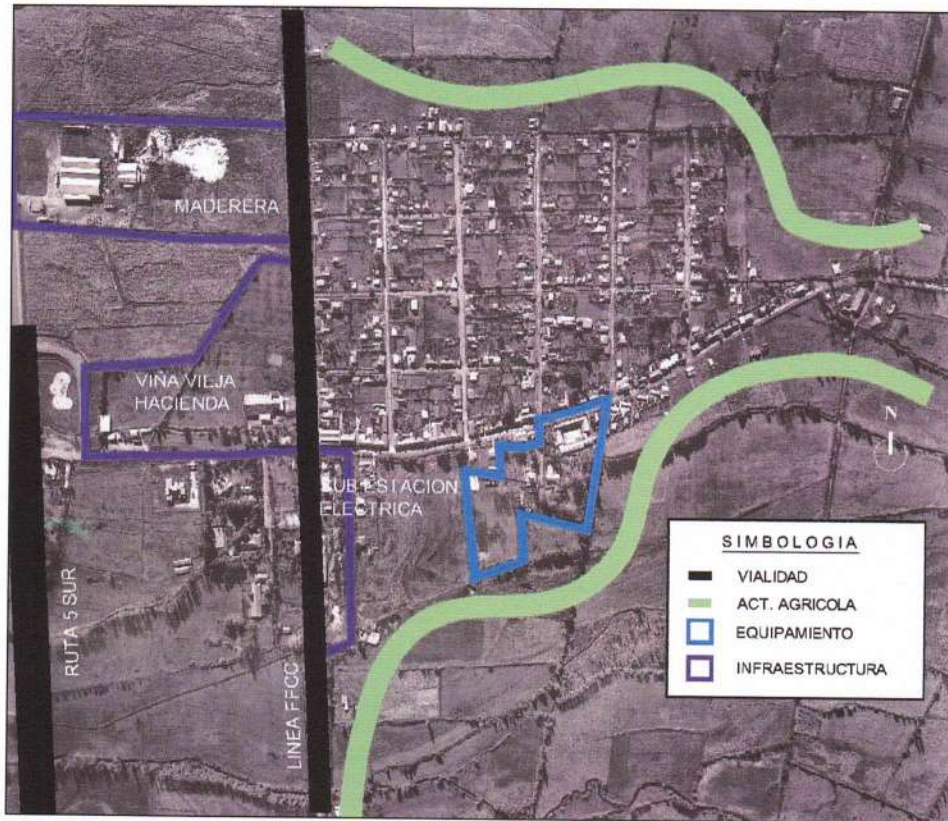 MADERERA
VIÑA VIEJA
HACIENDA
SUB ESTACION
ELECTRICA
RUTA 5 SUR
LINEA FFCC
N
SIMBOLOGIA
VIALIDAD
ACT. AGRICOLA
EQUIPAMIENTO
INFRAESTRUCTURA